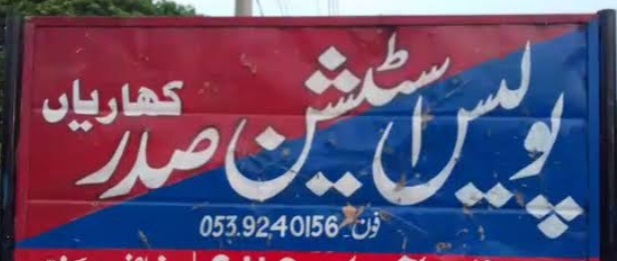 پولیس اسٹیشن صدر کھاریاں
فون 053.9240156